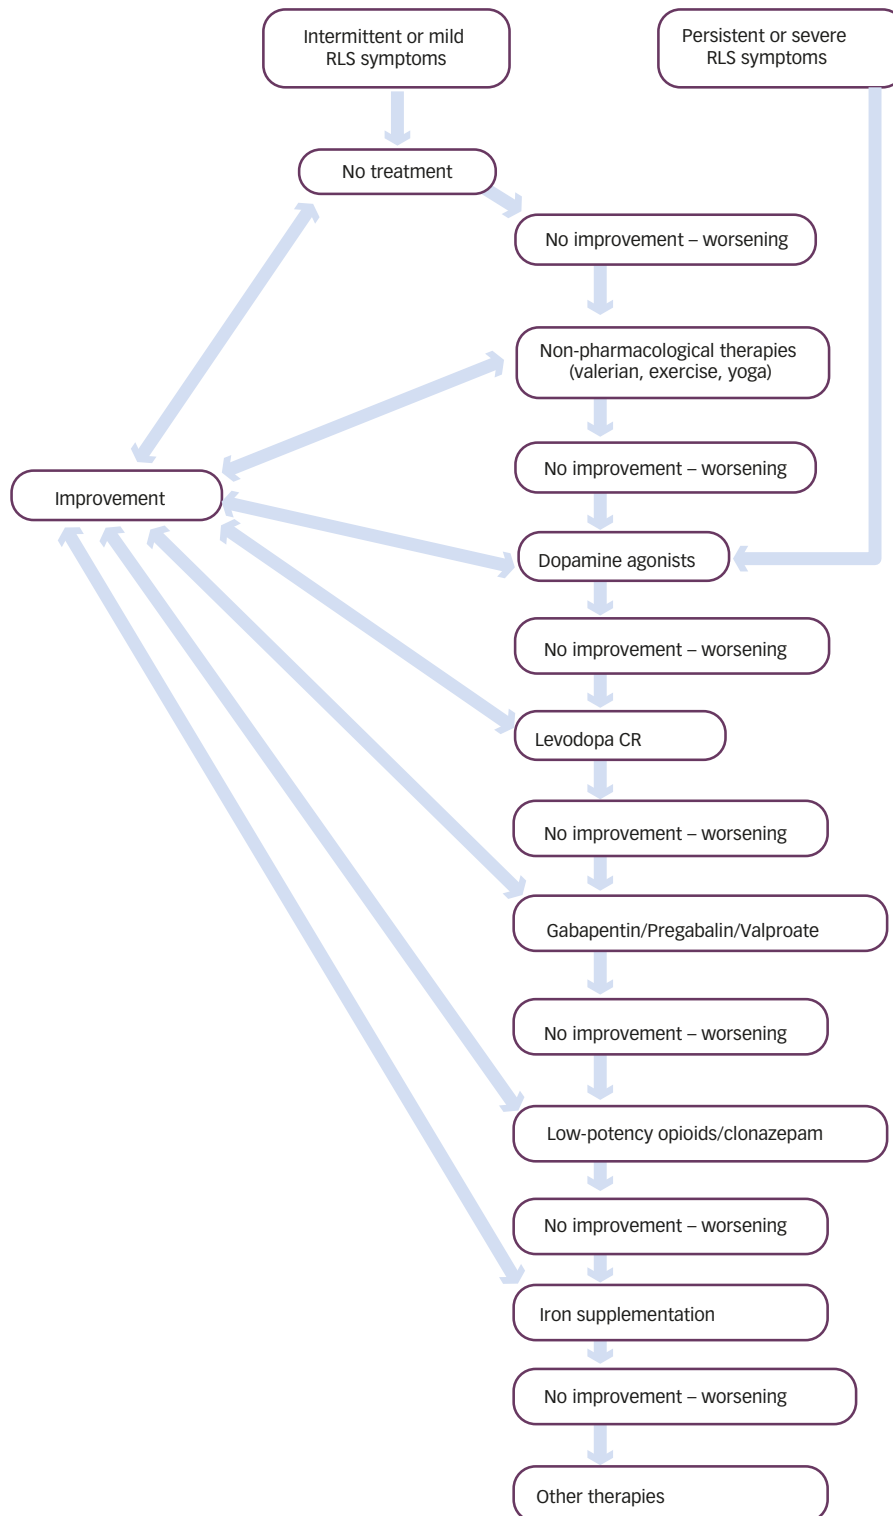 Intermittent or mild
RLS symptoms
Persistent or severe
RLS symptoms
No treatment
No improvement – worsening
Non-pharmacological therapies
(valerian, exercise, yoga)
No improvement – worsening
Improvement
Dopamine agonists
No improvement – worsening
Levodopa CR
No improvement – worsening
Gabapentin/Pregabalin/Valproate
No improvement – worsening
Low-potency opioids/clonazepam
No improvement – worsening
Iron supplementation
No improvement – worsening
Other therapies